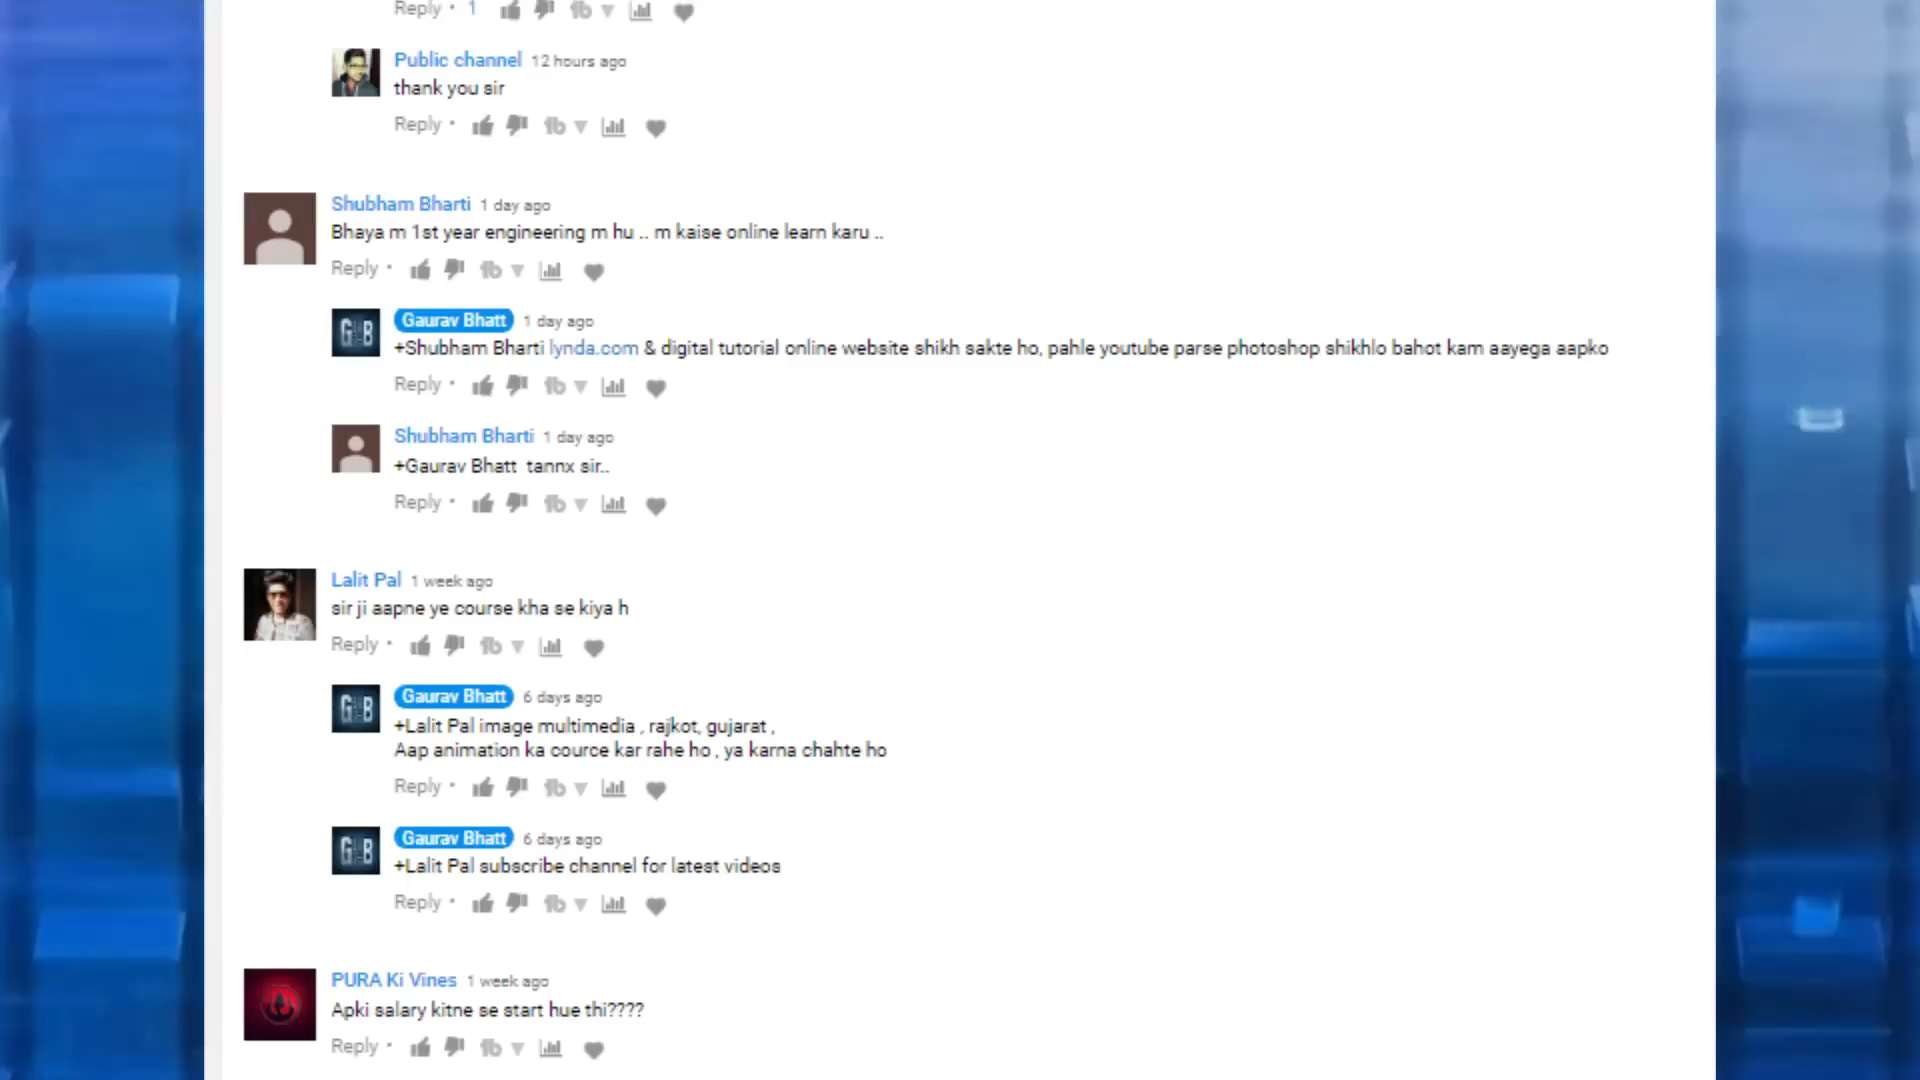 Reply • 1
Public channel 12 hours ago
thank you sir
Reply •
Shubham Bharti 1 day ago
Bhaya m 1st year engineering m hu .. m kaise online learn karu ..
Reply •
Gaurav Bhatt 1 day ago
+Shubham Bharti lynda.com & digital tutorial online website shikh sakte ho, pahle youtube parse photoshop shikhlo bahot kam aayega aapko
Reply •
Shubham Bharti 1 day ago
+Gaurav Bhatt tannx sir..
Reply •
Lalit Pal 1 week ago
sir ji aapne ye course kha se kiya h
Reply •
Gaurav Bhatt 6 days ago
+Lalit Pal image multimedia , rajkot, gujarat ,
Aap animation ka cource kar rahe ho , ya karna chahte ho
Reply •
Gaurav Bhatt 6 days ago
+Lalit Pal subscribe channel for latest videos
Reply •
PURA Ki Vines 1 week ago
Apki salary kitne se start hue thi????
Reply •